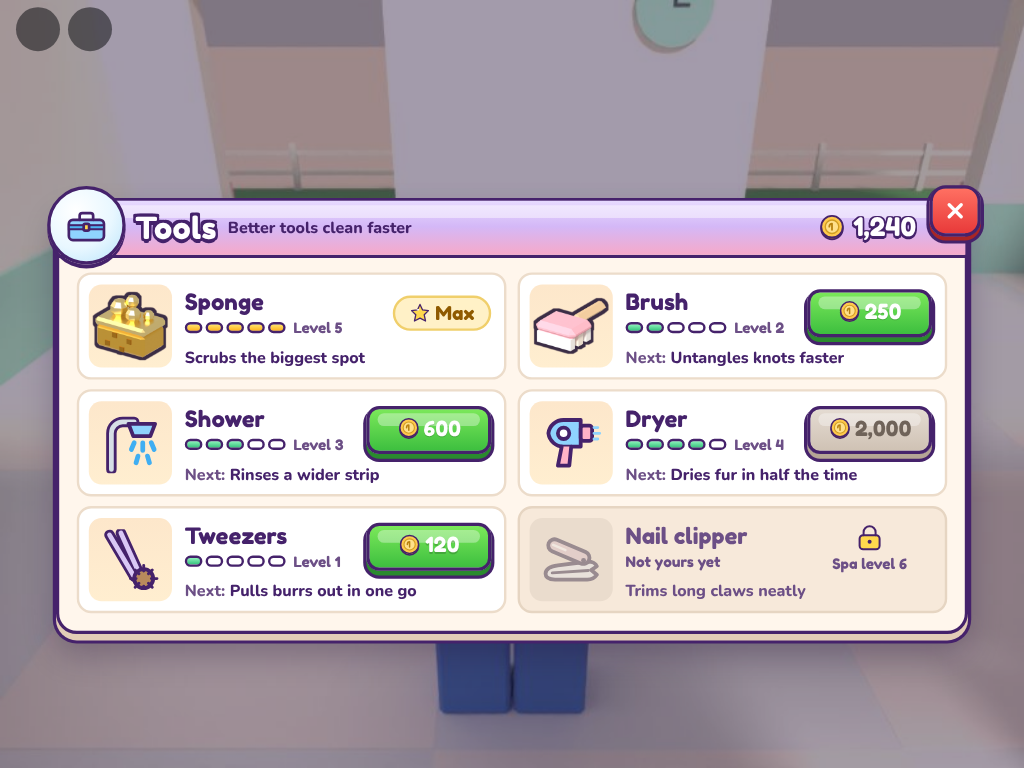 Tools
Better tools clean faster
1,240
Sponge
Level 5
Max
Scrubs the biggest spot
Brush
Level 2
250
Next: Untangles knots faster
Shower
Level 3
600
Next: Rinses a wider strip
Dryer
Level 4
2,000
Next: Dries fur in half the time
Tweezers
Level 1
120
Next: Pulls burrs out in one go
Nail clipper
Not yours yet
Spa level 6
Trims long claws neatly